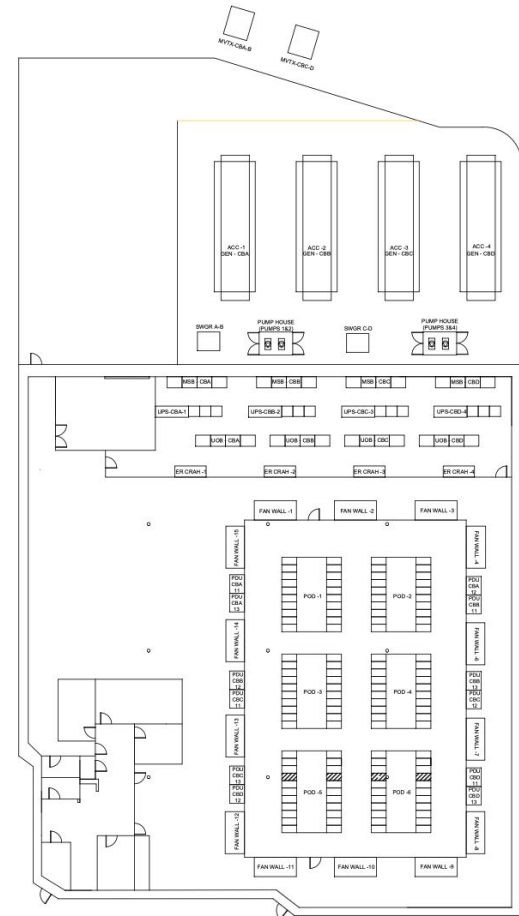 MVTX-CBA-B
MVTX-CBC-D
ACC -1
GEN - CBA
ACC -2
GEN - CBB
ACC -3
GEN - CBC
ACC -4
GEN - CBD
SWGR A-B
PUMP HOUSE
(PUMPS 1&2)
SWGR C-D
PUMP HOUSE
(PUMPS 3&4)
MSB - CBA
MSB - CBB
MSB - CBC
MSB - CBD
UPS-CBA-1
UPS-CBB-2
UPS-CBC-3
UPS-CBD-4
UOB - CBA
UOB - CBB
UOB - CBC
UOB - CBD
ER CRAH -1
ER CRAH -2
ER CRAH -3
ER CRAH -4
FAN WALL -1
FAN WALL -2
FAN WALL -3
FAN WALL -15
FAN WALL -4
PDU
CBA
11
PDU
CBA
13
POD -1
POD -2
PDU
CBA
12
PDU
CBB
11
FAN WALL -14
FAN WALL -6
PDU
CBB
12
PDU
CBC
11
POD -3
POD -4
PDU
CBB
13
PDU
CBC
12
FAN WALL -13
FAN WALL -7
PDU
CBC
13
PDU
CBD
12
POD -5
POD -6
PDU
CBD
11
PDU
CBD
13
FAN WALL -12
FAN WALL -8
FAN WALL -11
FAN WALL -10
FAN WALL -9